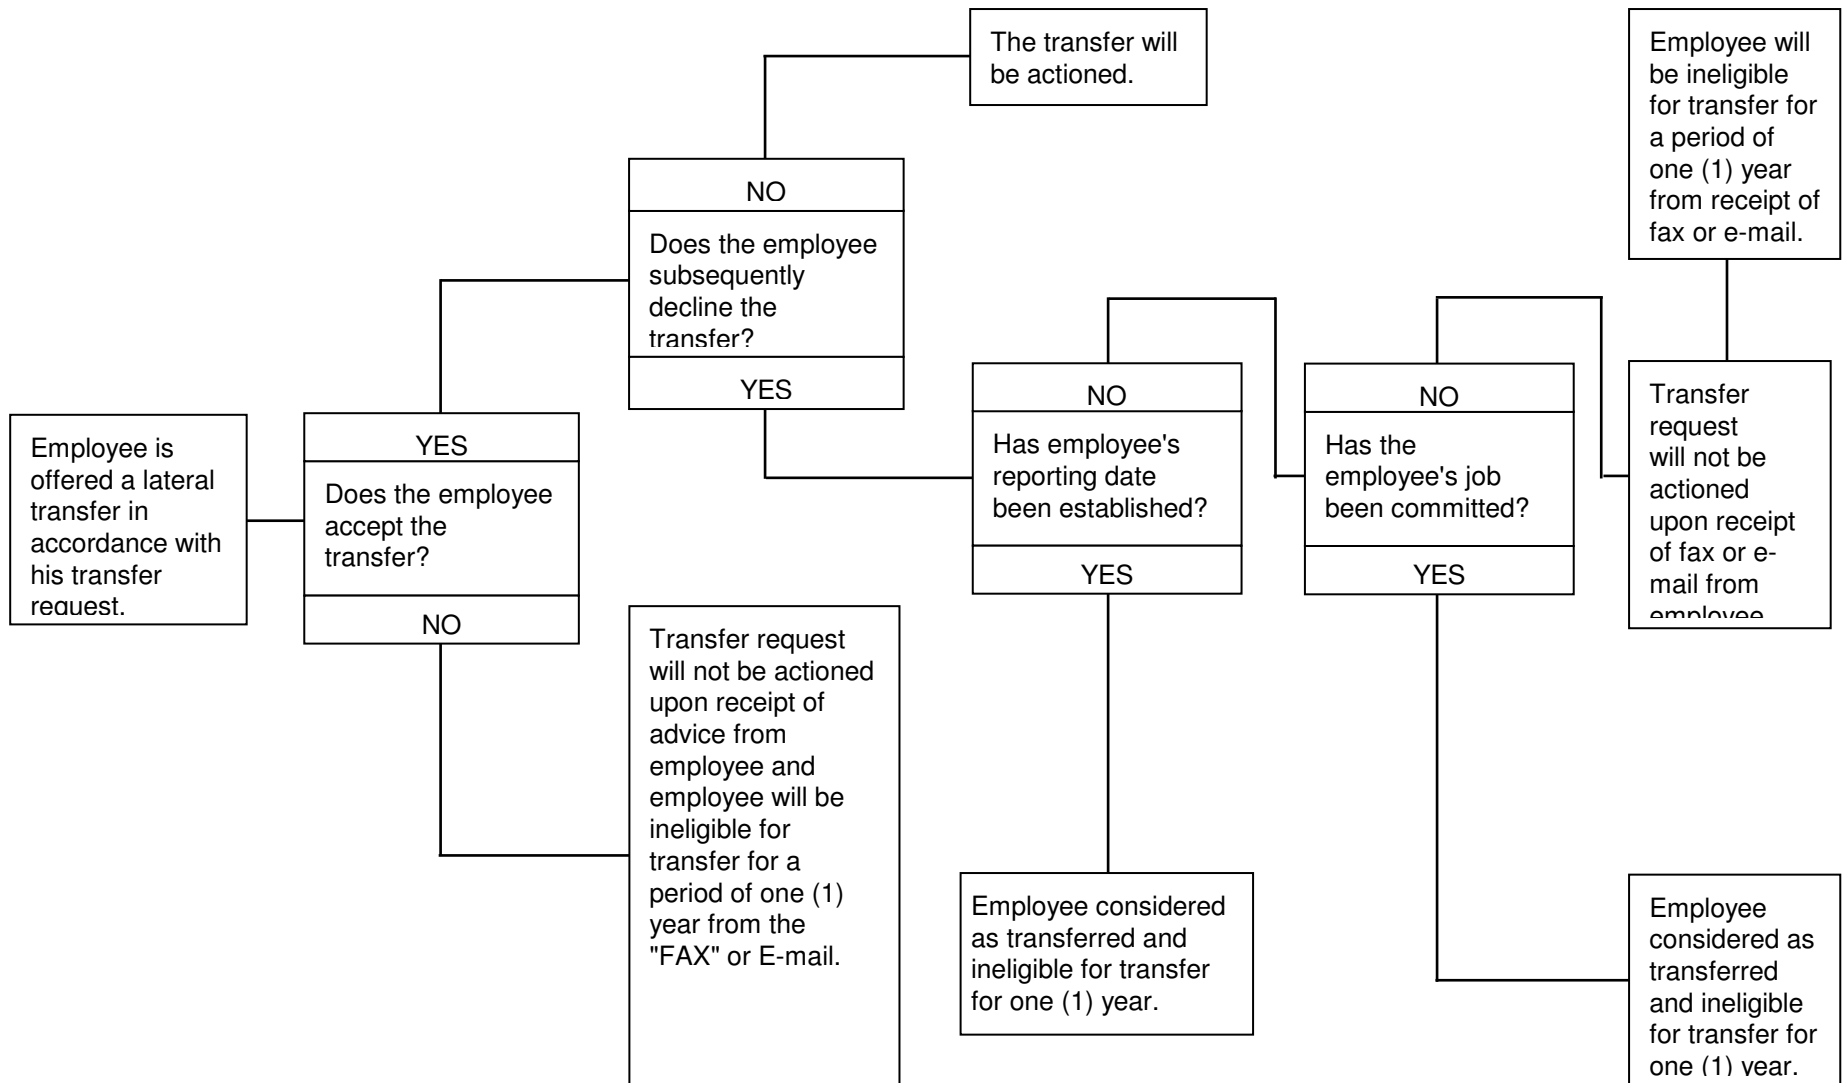 Employee is
offered a lateral
transfer in
accordance with
his transfer
request.
YES
Does the employee
accept the
transfer?
NO
NO
Does the employee
subsequently
decline the
transfer?
YES
The transfer will
be actioned.
Transfer request
will not be actioned
upon receipt of
advice from
employee and
employee will be
ineligible for
transfer for a
period of one (1)
year from the
"FAX" or E-mail.
NO
Has employee's
reporting date
been established?
YES
Employee considered
as transferred and
ineligible for transfer
for one (1) year.
NO
Has the
employee's job
been committed?
YES
Employee will
be ineligible
for transfer for
a period of
one (1) year
from receipt of
fax or e-mail.
Transfer
request
will not be
actioned
upon receipt
of fax or e-
mail from
employee
Employee
considered as
transferred
and ineligible
for transfer for
one (1) year.